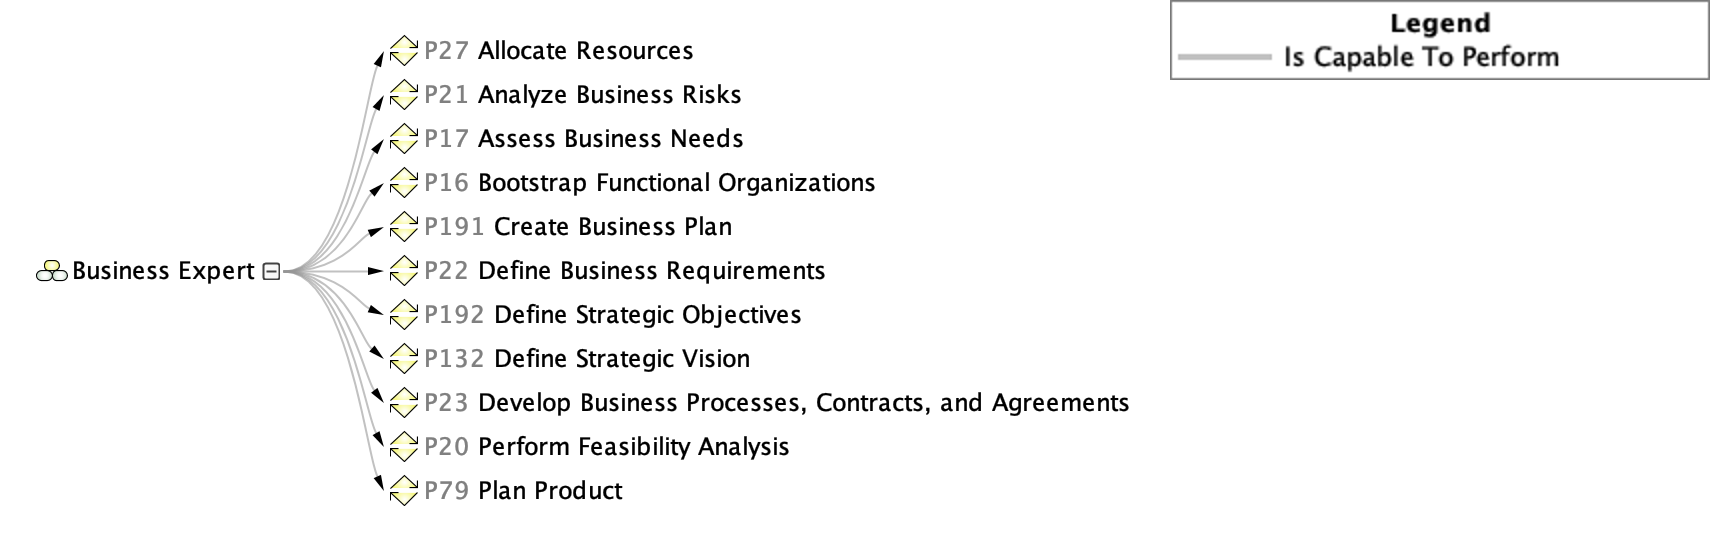 Legend
Is Capable To Perform
P27 Allocate Resources
P21 Analyze Business Risks
P17 Assess Business Needs
P16 Bootstrap Functional Organizations
P191 Create Business Plan
Business Expert
P22 Define Business Requirements
P192 Define Strategic Objectives
P132 Define Strategic Vision
P23 Develop Business Processes, Contracts, and Agreements
P20 Perform Feasibility Analysis
P79 Plan Product